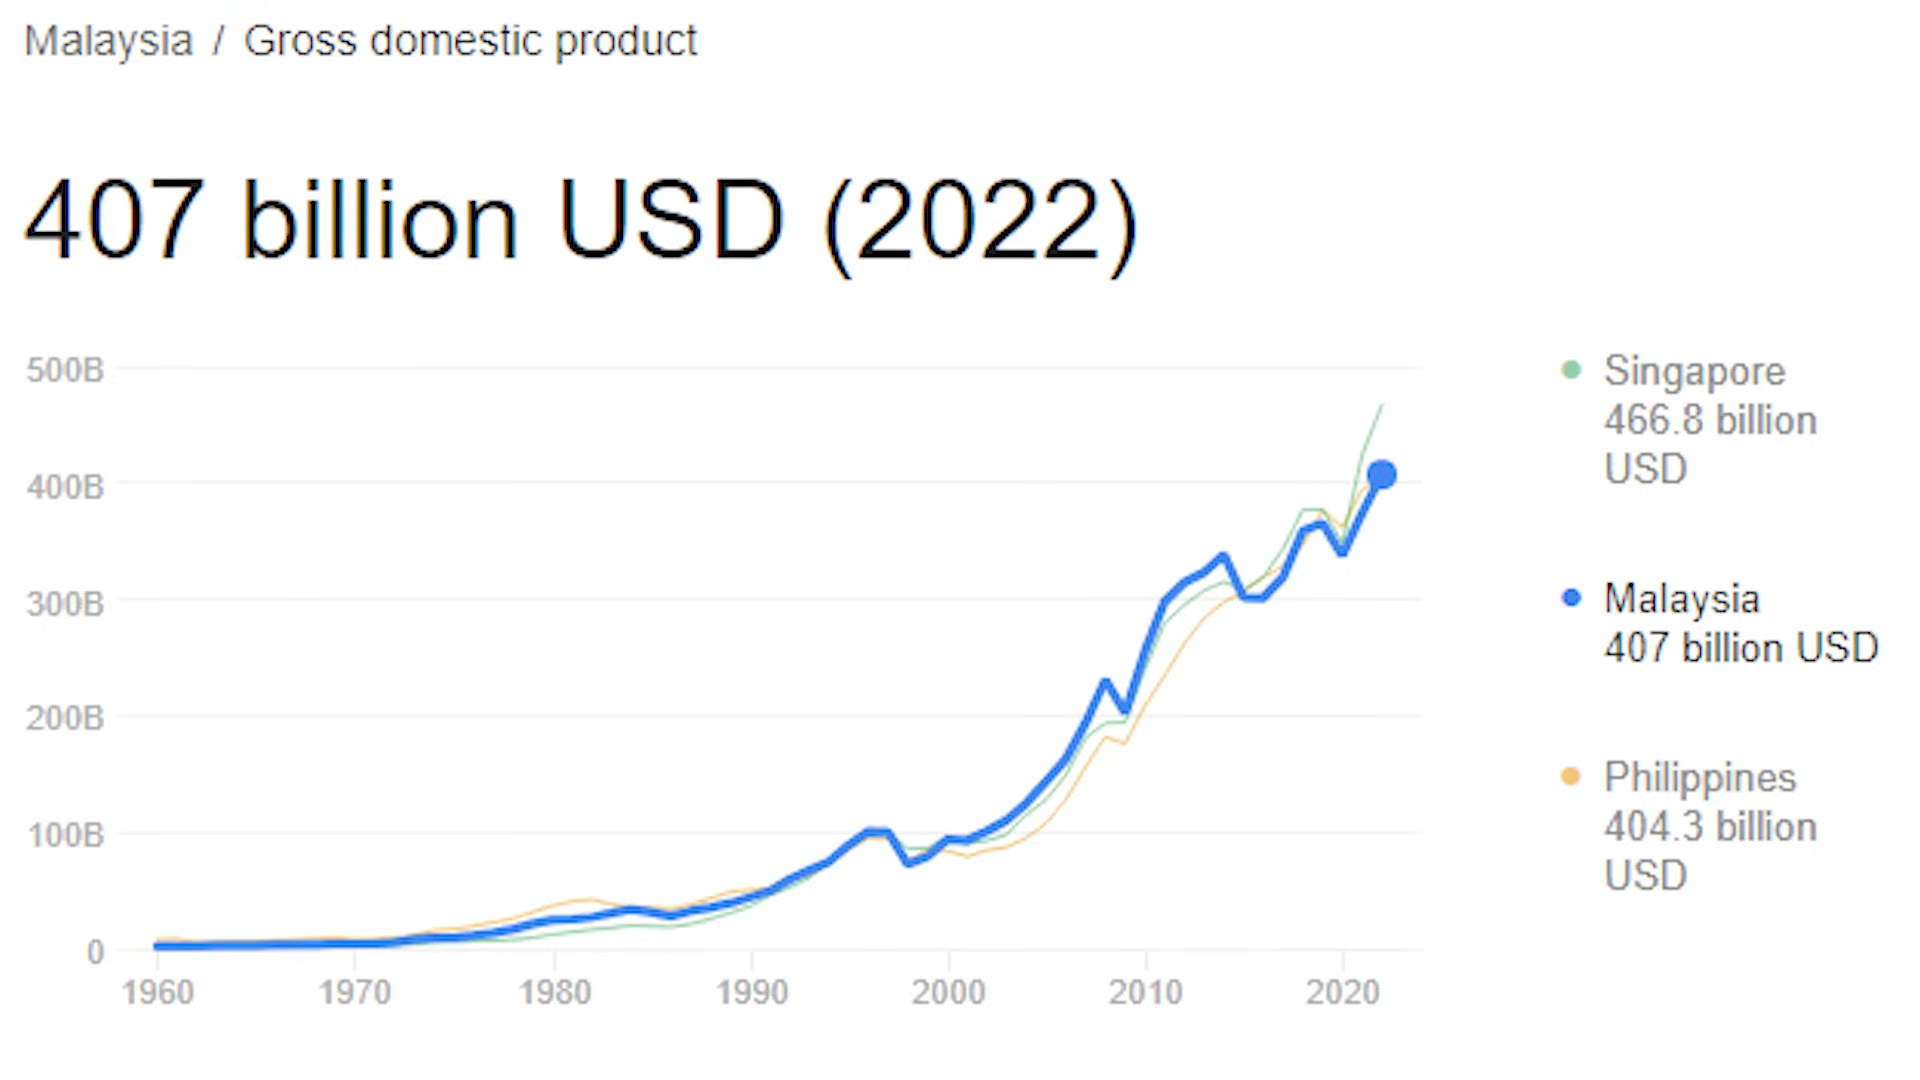 Malaysia / Gross domestic product
407 billion USD (2022)
500B
400B
300B
200B
100B
0
1960 1970 1980 1990 2000 2010 2020
Singapore
466.8 billion
USD
Malaysia
407 billion USD
Philippines
404.3 billion
USD